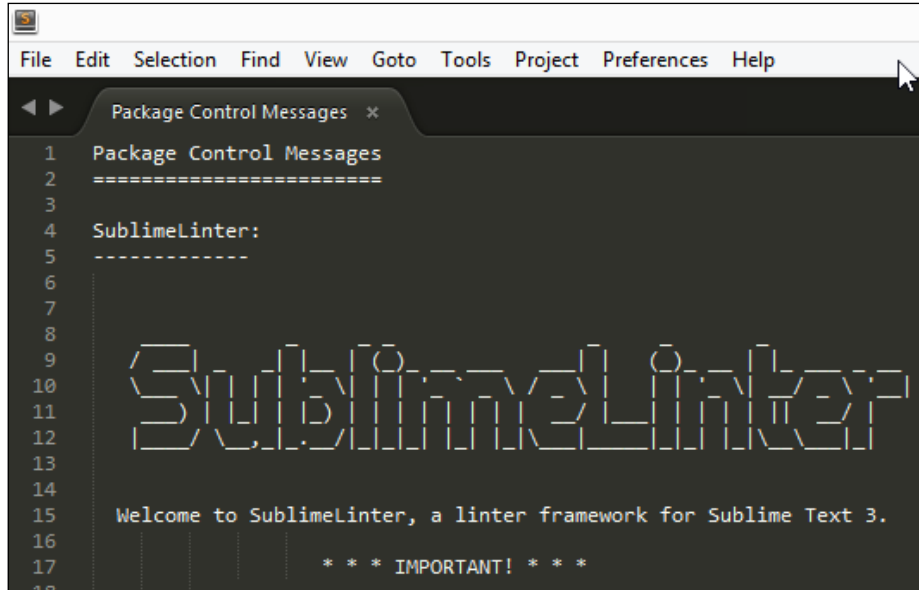 File Edit Selection Find View Goto Tools Project Preferences Help
Package Control Messages ×
1 Package Control Messages
2 ========================
3
4 SublimeLinter:
5 -------------
6
7
8
9
10
11
12
13
14
15 Welcome to SublimeLinter, a linter framework for Sublime Text 3.
16
17 * * * IMPORTANT! * * *
SublimeLinter